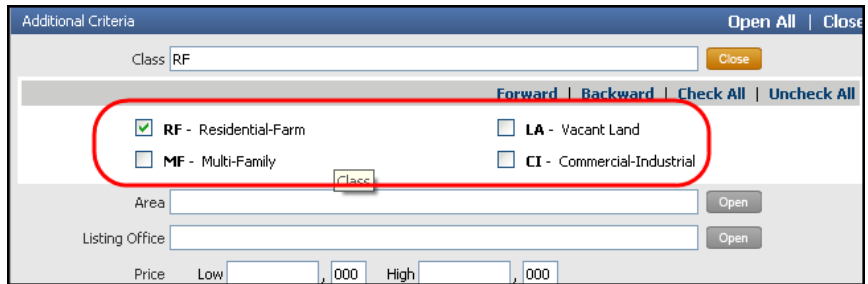 Additional Criteria Open All | Close
Class RF Close
Forward | Backward | Check All | Uncheck All
RF - Residential-Farm LA - Vacant Land
MF - Multi-Family CI - Commercial-Industrial
Class
Area Open
Listing Office Open
Price Low , 000 High , 000